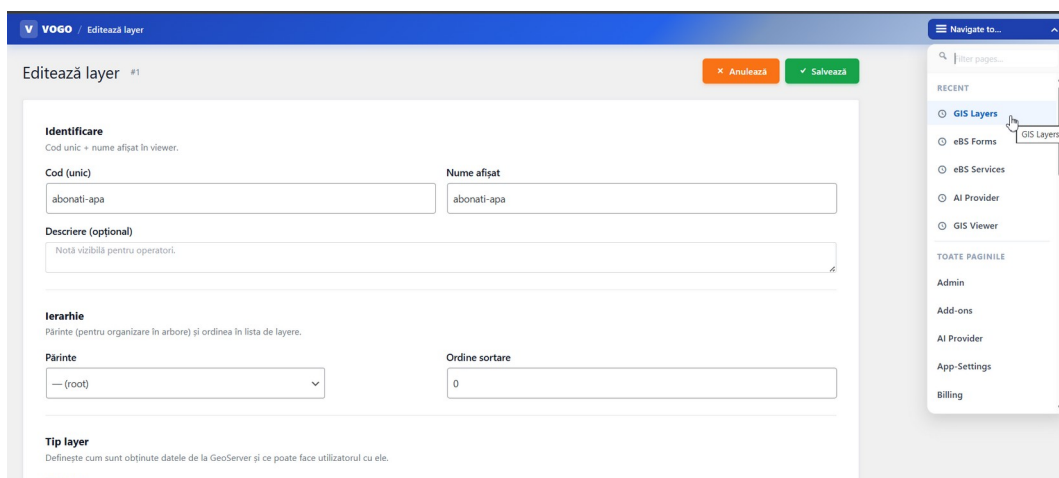 V VOGO / Editează layer
Navigate to...
Editează layer #1
× Anulează
✓ Salvează
Filter pages...
RECENT
GIS Layers
GIS Layers
eBS Forms
eBS Services
AI Provider
GIS Viewer
TOATE PAGINILE
Admin
Add-ons
AI Provider
App-Settings
Billing
Identificare
Cod unic + nume afișat în viewer.
Cod (unic)
Nume afișat
abonati-apa
abonati-apa
Descriere (opțional)
Notă vizibilă pentru operatori.
Ierarhie
Părinte (pentru organizare în arbore) și ordinea în lista de layere.
Părinte
Ordine sortare
— (root)
0
Tip layer
Definește cum sunt obținute datele de la GeoServer și ce poate face utilizatorul cu ele.